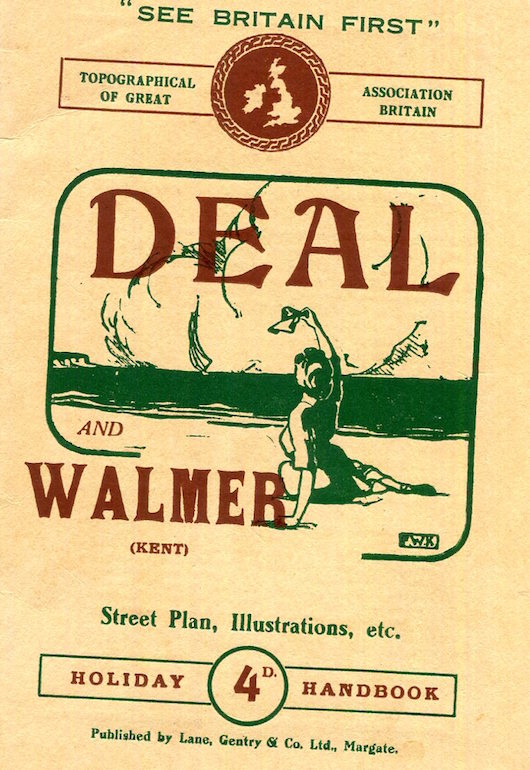 "SEE BRITAIN FIRST"
TOPOGRAPHICAL
OF GREAT
ASSOCIATION
BRITAIN
DEAL
AND
WALMER
(KENT)
F.W.K
Street Plan, Illustrations, etc.
HOLIDAY 4D. HANDBOOK
Published by Lane, Gentry & Co. Ltd., Margate.